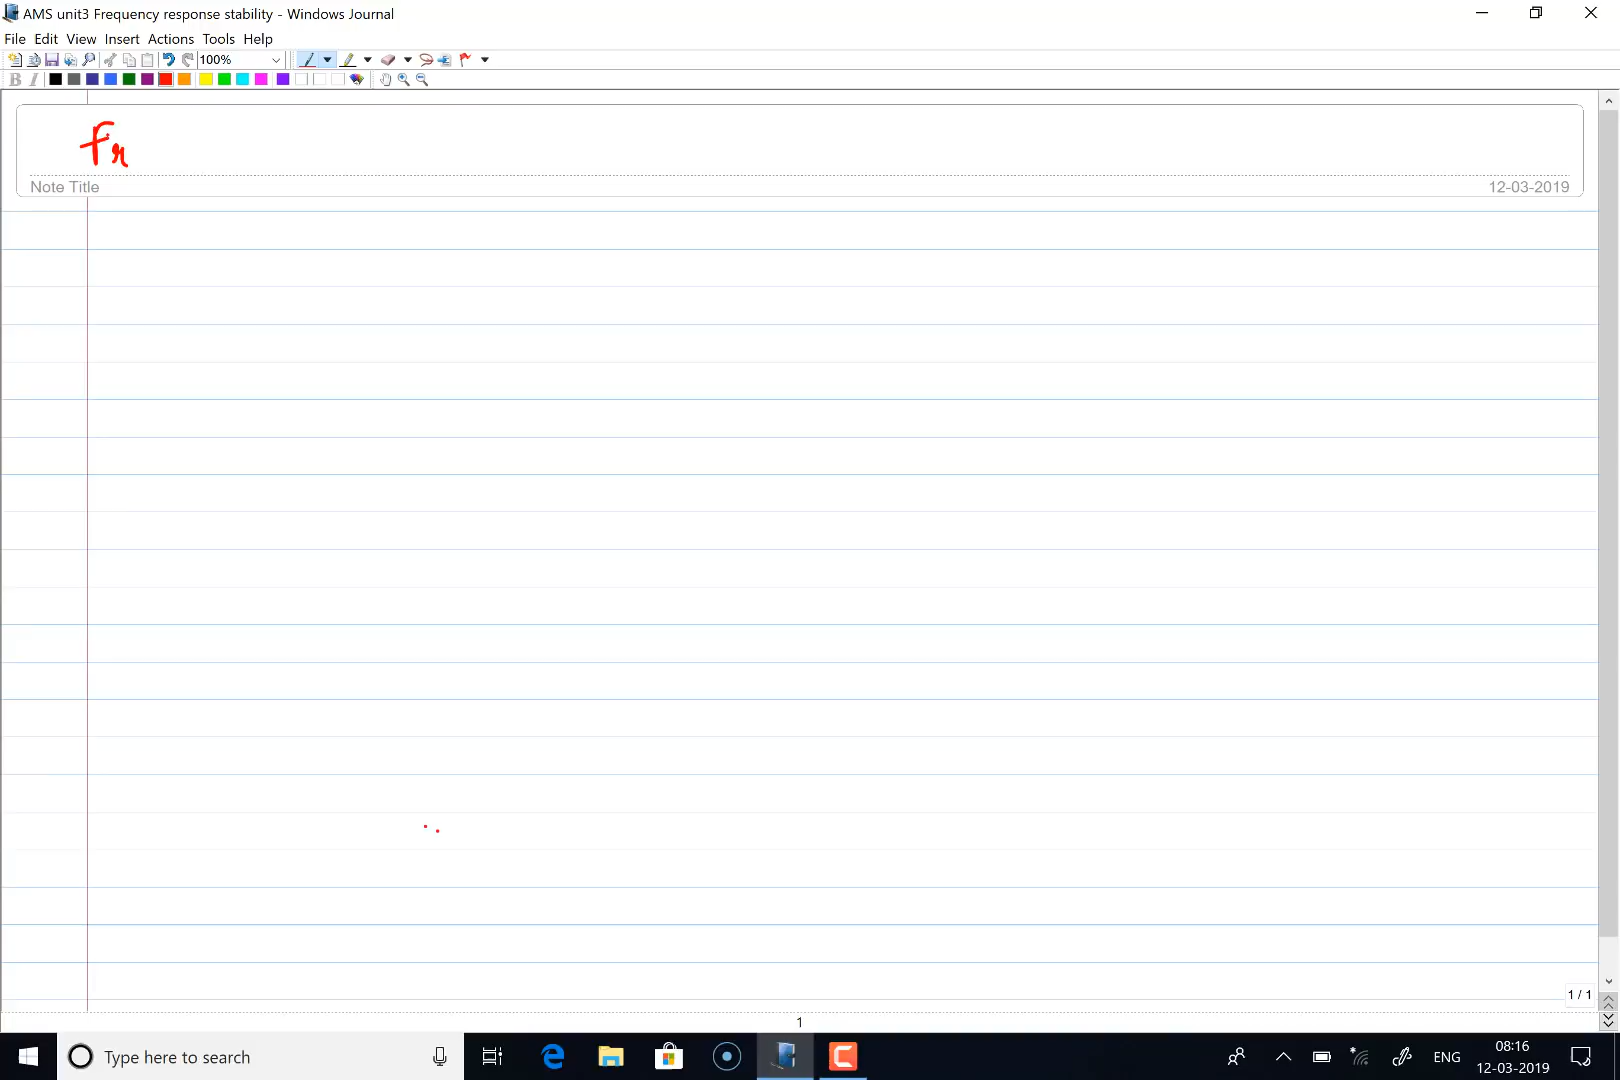 AMS unit3 Frequency response stability - Windows Journal
File Edit View Insert Actions Tools Help
100%
B I
Fr
Note Title 12-03-2019
1 / 1
1
Type here to search ENG 08:16
12-03-2019